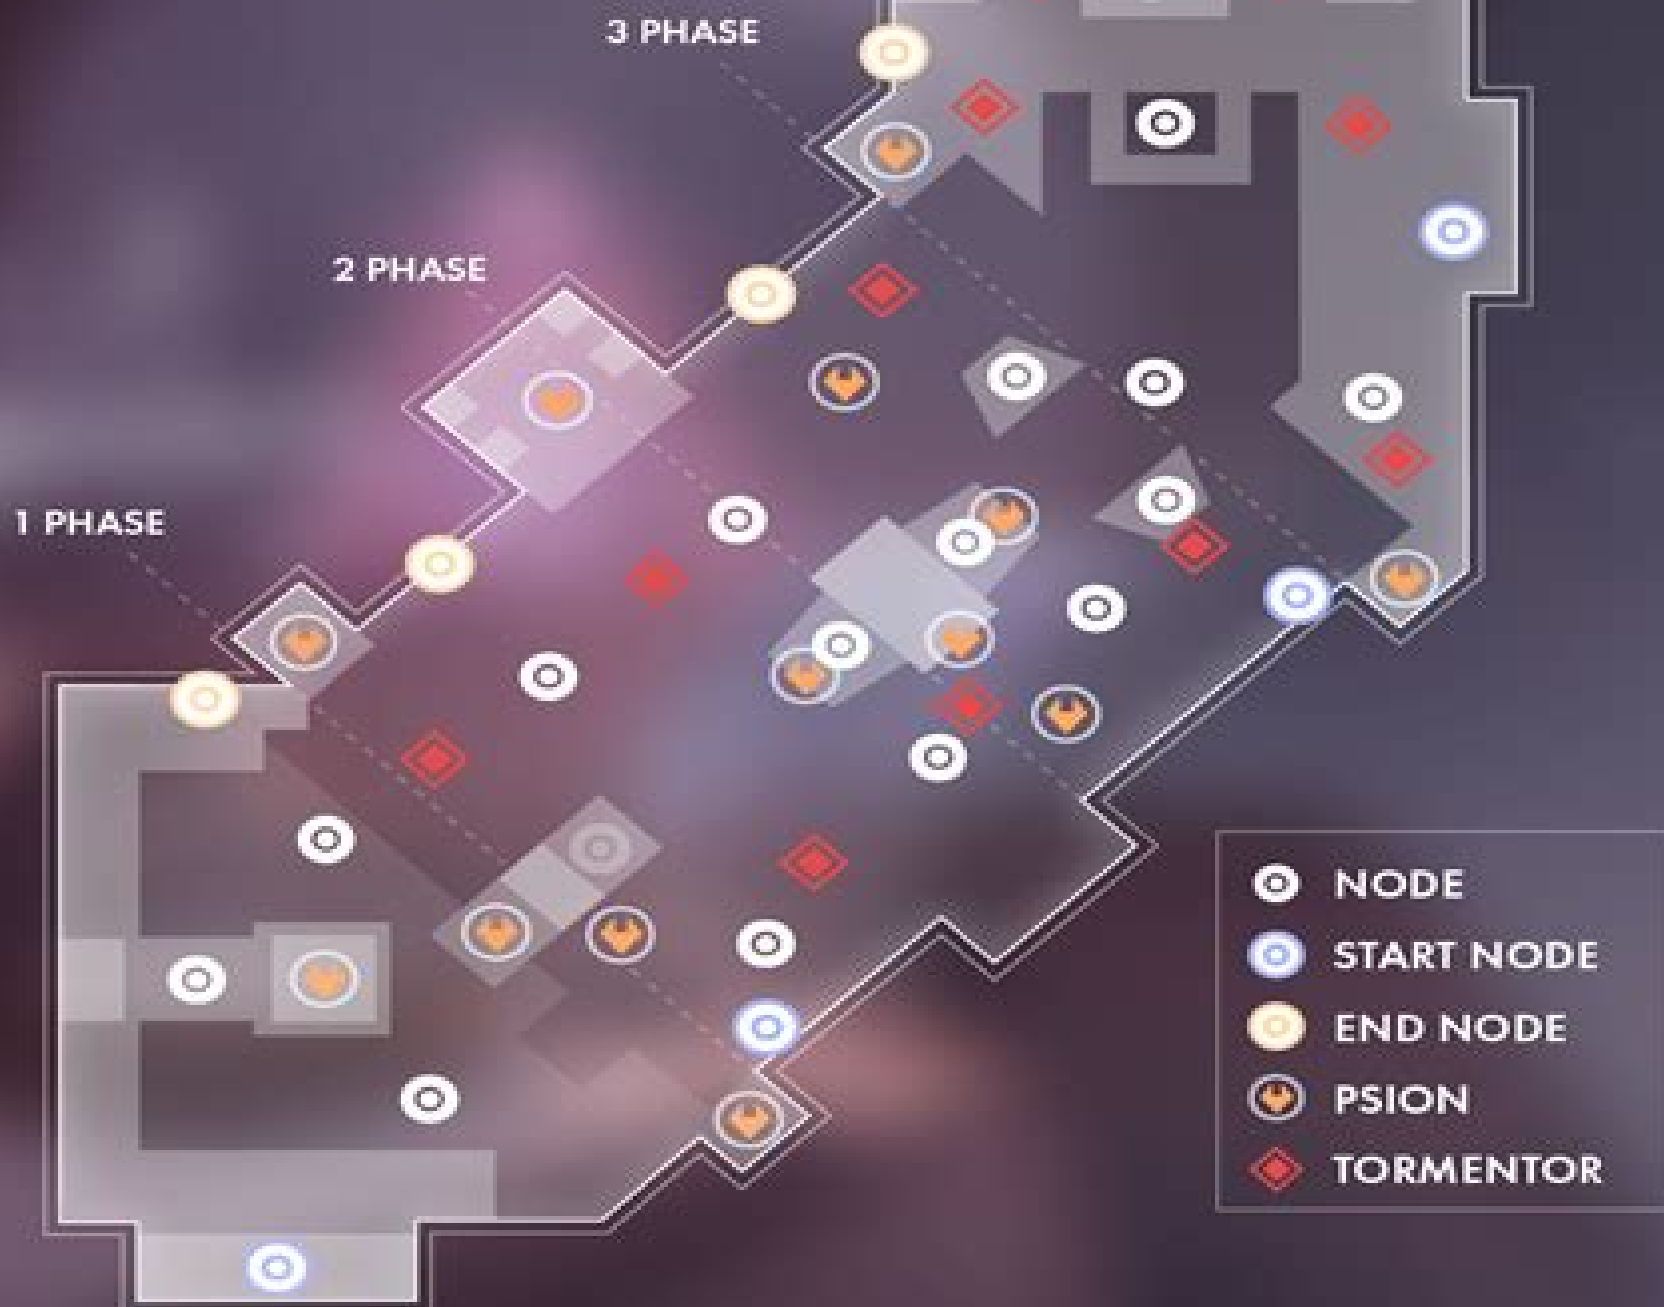 3 PHASE
2 PHASE
1 PHASE
NODE
START NODE
END NODE
PSION
TORMENTOR